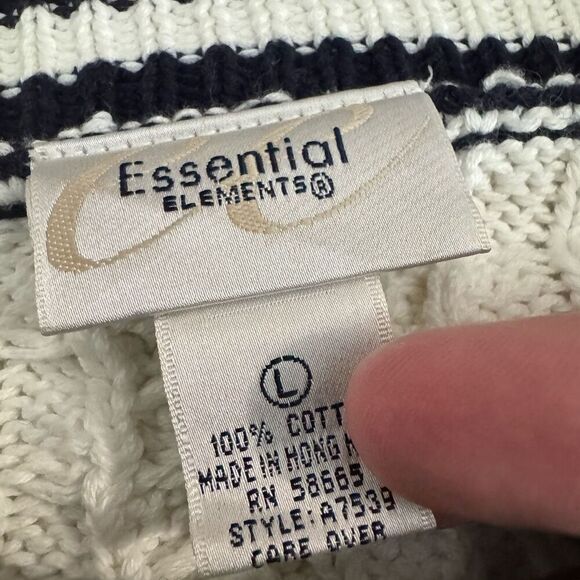 Essential
ELEMENTS®
L
100% COTT
MADE IN HONG K
RN 58665
STYLE: A7539
CARE OVER